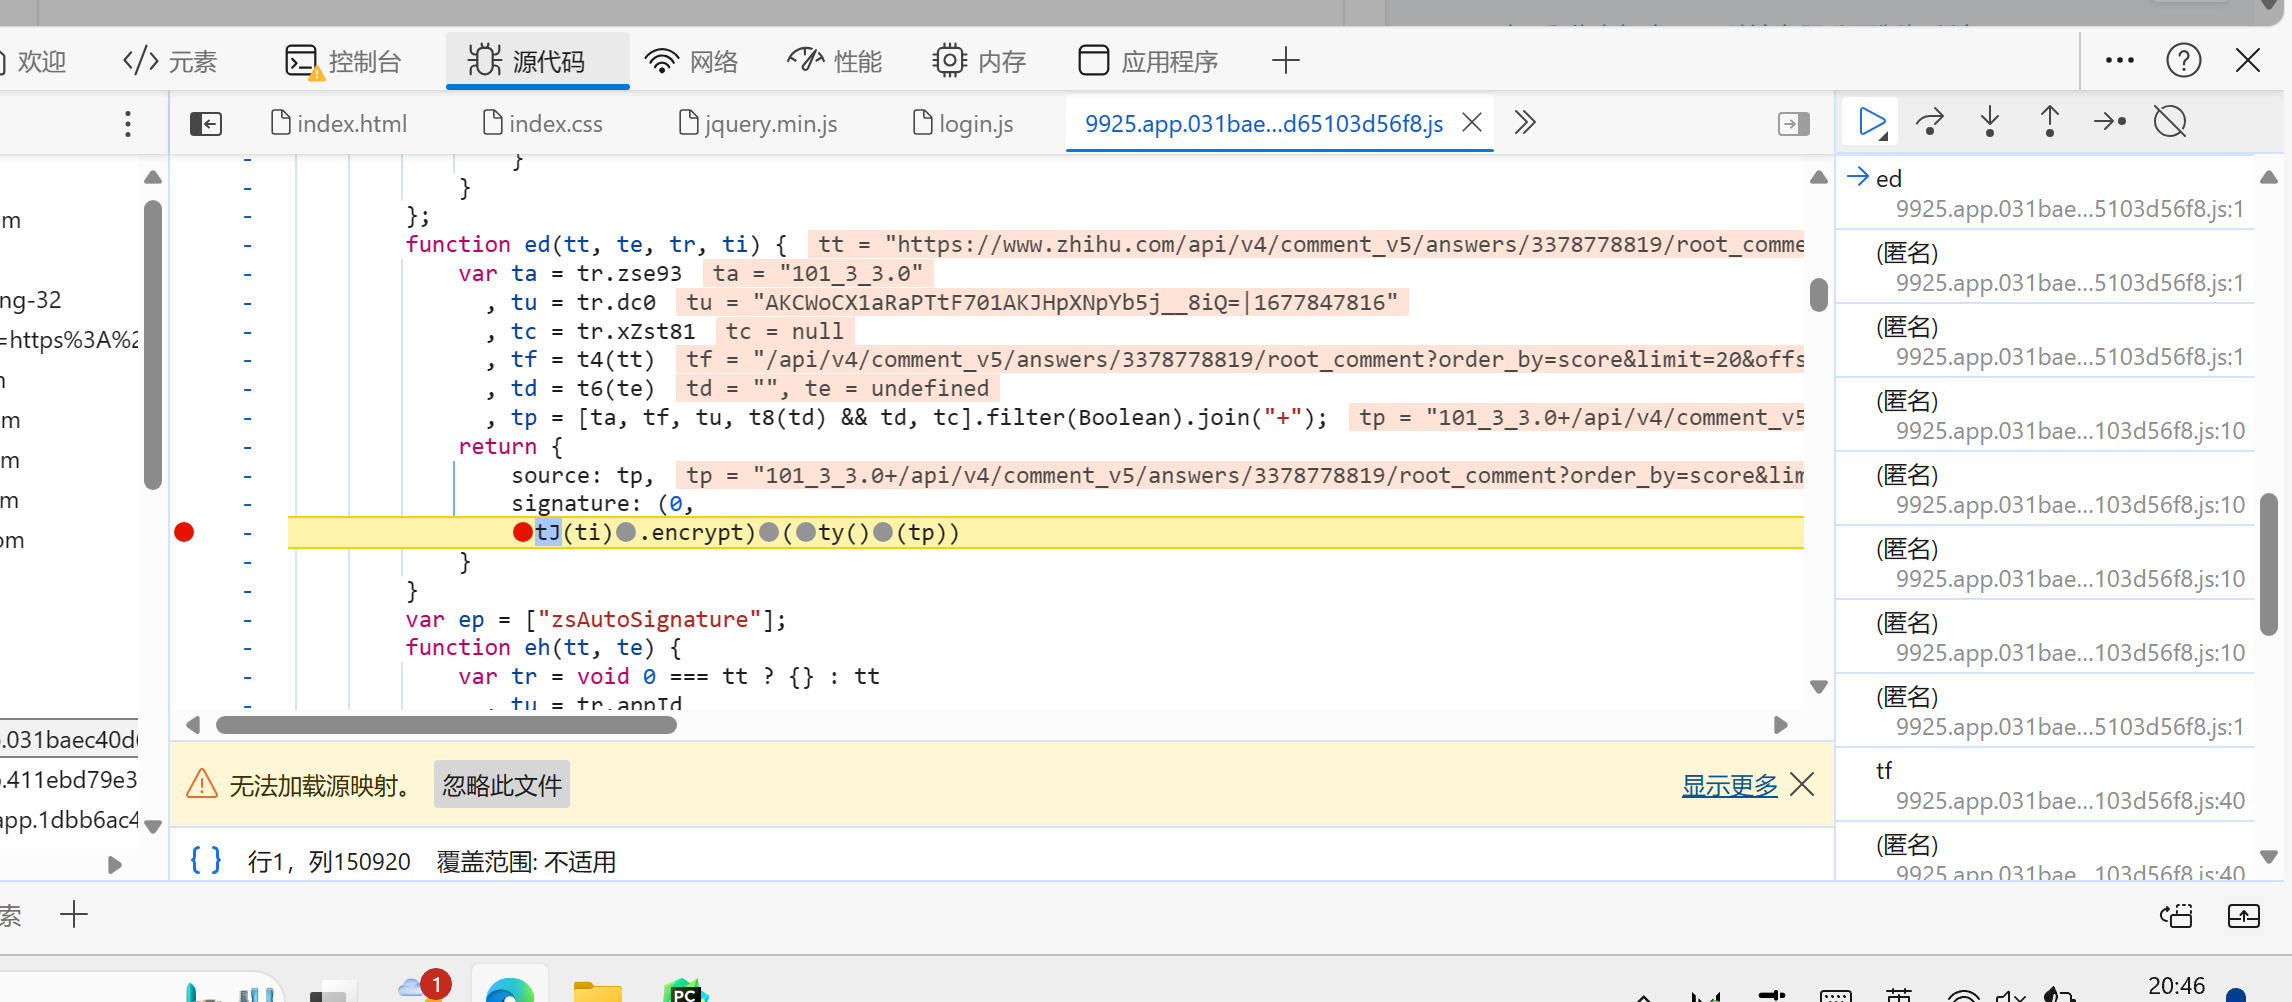 欢迎
元素
控制台
源代码
网络
性能
内存
应用程序
index.html
index.css
jquery.min.js
login.js
9925.app.031bae...d65103d56f8.js
m
ng-32
=https%3A%2
m
m
m
om
.031baec40d
.411ebd79e3
app.1dbb6ac4
}
}
};
function ed(tt, te, tr, ti) { tt = "https://www.zhihu.com/api/v4/comment_v5/answers/3378778819/root_comme
var ta = tr.zse93 ta = "101_3_3.0"
, tu = tr.dc0 tu = "AKCWoCX1aRaPTtF701AKJHpXNpYb5j__8iQ=|1677847816"
, tc = tr.xZst81 tc = null
, tf = t4(tt) tf = "/api/v4/comment_v5/answers/3378778819/root_comment?order_by=score&limit=20&offs
, td = t6(te) td = "", te = undefined
, tp = [ta, tf, tu, t8(td) && td, tc].filter(Boolean).join("+"); tp = "101_3_3.0+/api/v4/comment_v5
return {
source: tp, tp = "101_3_3.0+/api/v4/comment_v5/answers/3378778819/root_comment?order_by=score&lim
signature: (0,
tJ(ti).encrypt)(ty()(tp))
}
}
var ep = ["zsAutoSignature"];
function eh(tt, te) {
var tr = void 0 === tt ? {} : tt
, tu = tr.appId
无法加载源映射。 忽略此文件 显示更多
{ } 行1，列150920 覆盖范围: 不适用
ed
9925.app.031bae...5103d56f8.js:1
(匿名)
9925.app.031bae...5103d56f8.js:1
(匿名)
9925.app.031bae...5103d56f8.js:1
(匿名)
9925.app.031bae...103d56f8.js:10
(匿名)
9925.app.031bae...103d56f8.js:10
(匿名)
9925.app.031bae...103d56f8.js:10
(匿名)
9925.app.031bae...103d56f8.js:10
(匿名)
9925.app.031bae...5103d56f8.js:1
tf
9925.app.031bae...103d56f8.js:40
(匿名)
9925.app.031bae...103d56f8.js:40
索
1
PC
英
20:46